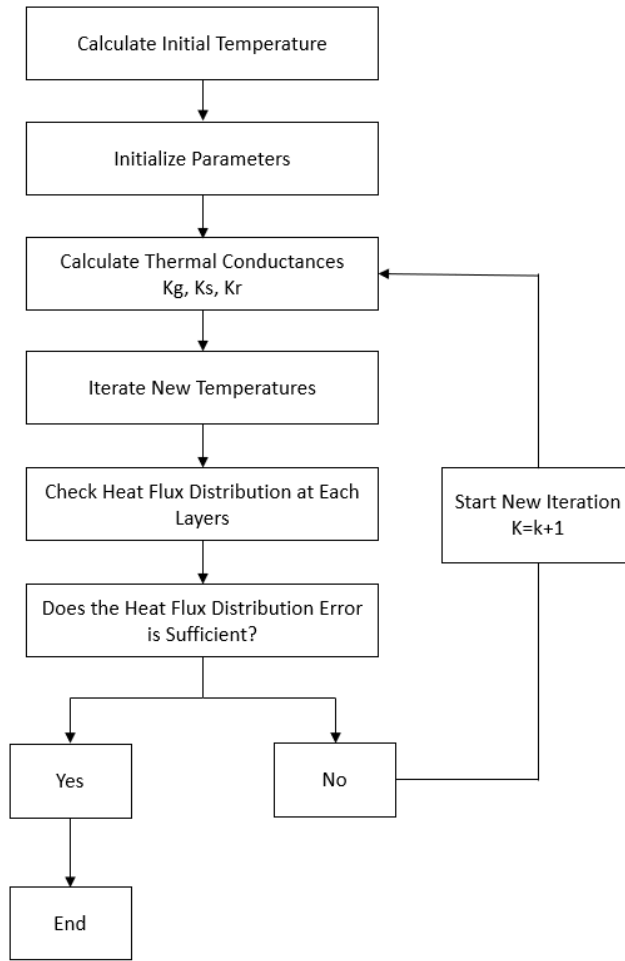 Calculate Initial Temperature
Initialize Parameters
Calculate Thermal Conductances
Kg, Ks, Kr
Iterate New Temperatures
Check Heat Flux Distribution at Each
Layers
Start New Iteration
K=k+1
Does the Heat Flux Distribution Error
is Sufficient?
Yes
No
End